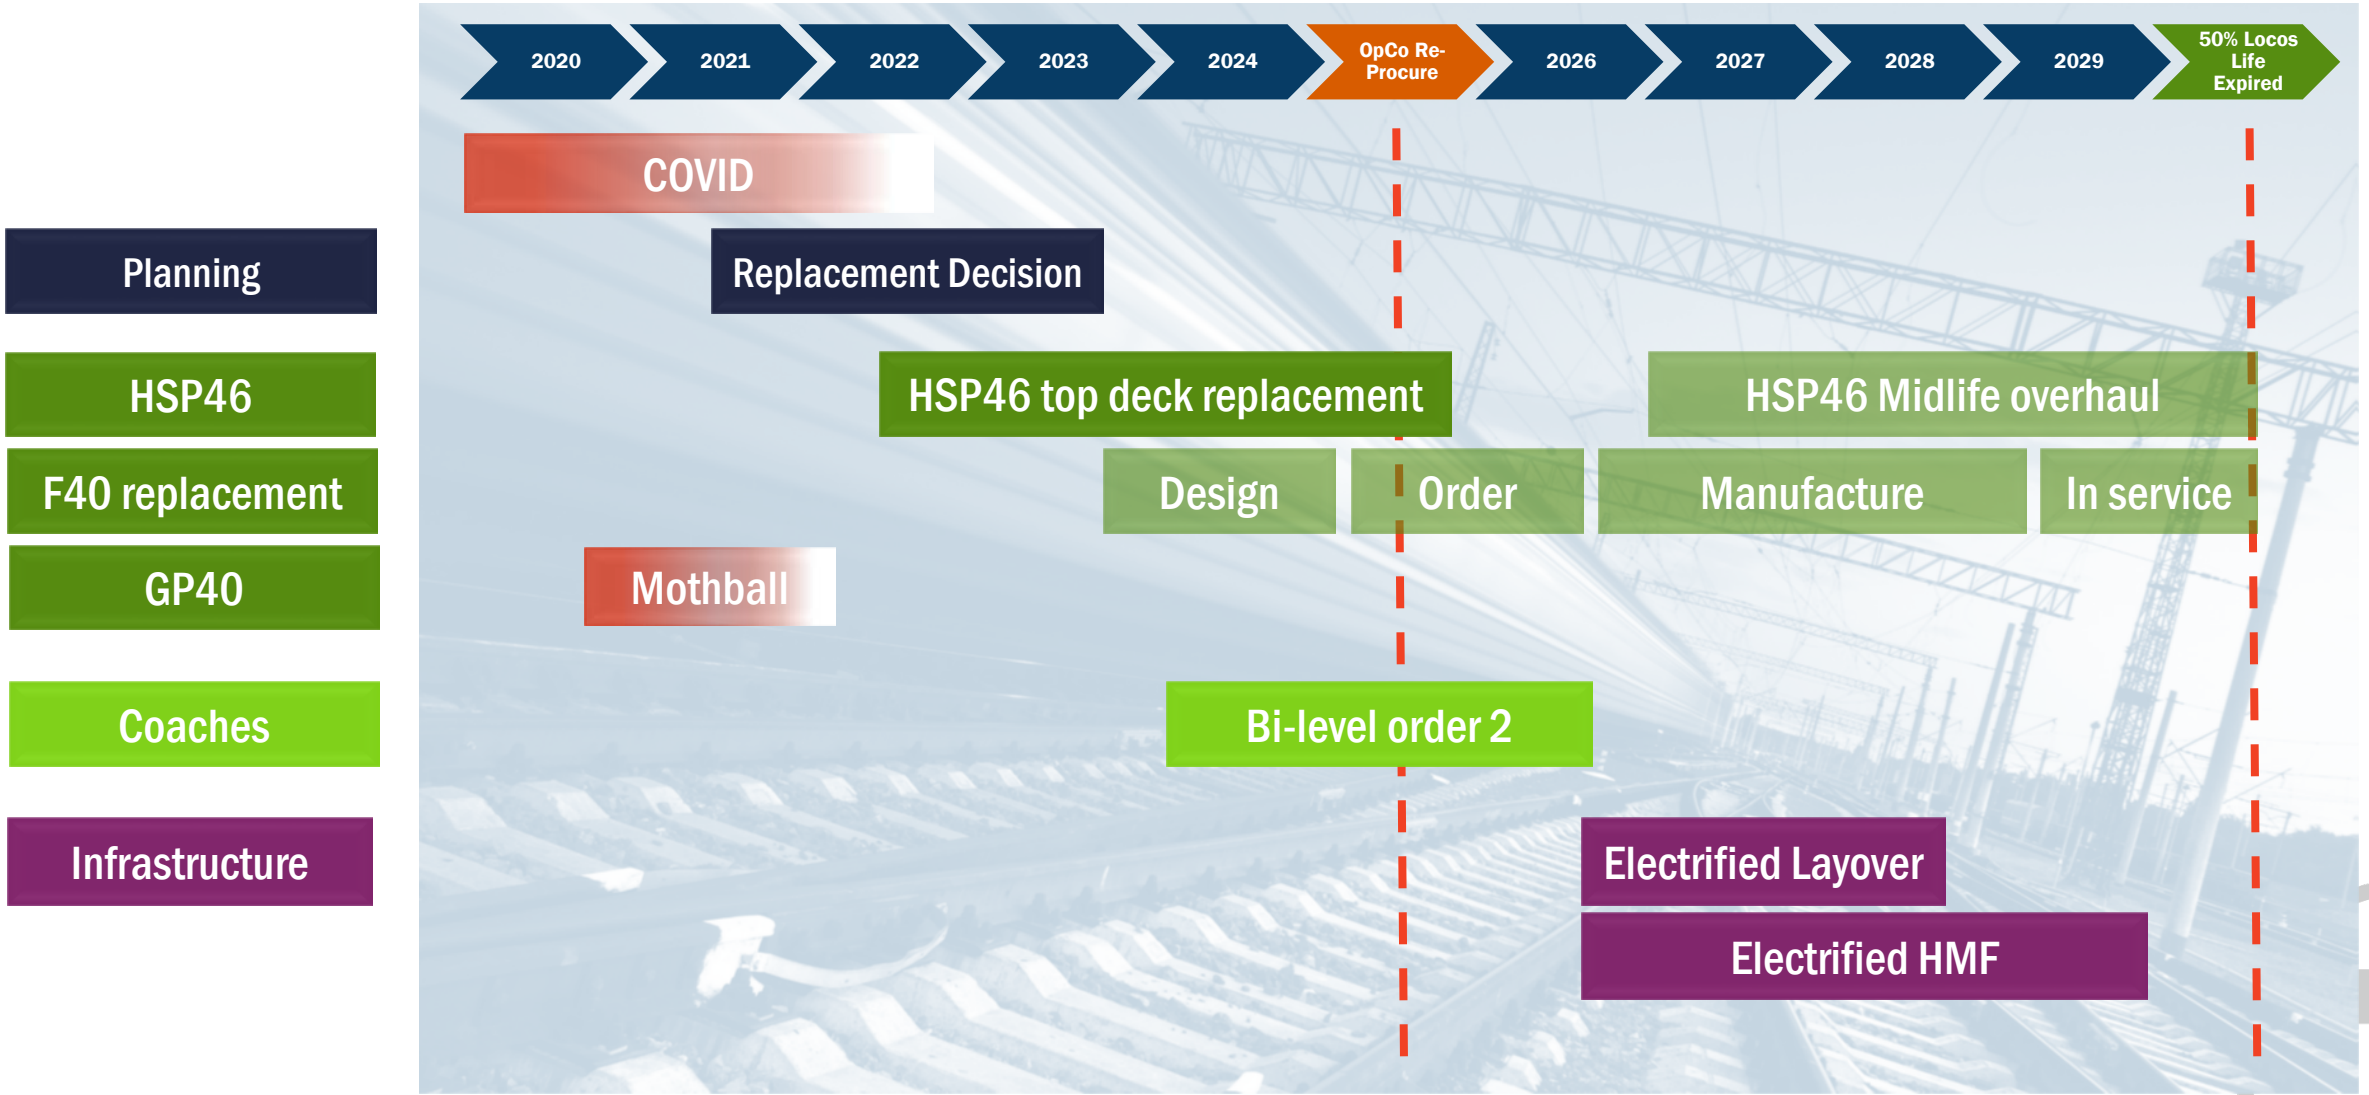 2020
2021
2022
2023
2024
OpCo Re-
Procure
2026
2027
2028
2029
50% Locos
Life
Expired
COVID
Planning
Replacement Decision
HSP46
HSP46 top deck replacement
HSP46 Midlife overhaul
F40 replacement
Design
Order
Manufacture
In service
GP40
Mothball
Coaches
Bi-level order 2
Infrastructure
Electrified Layover
Electrified HMF